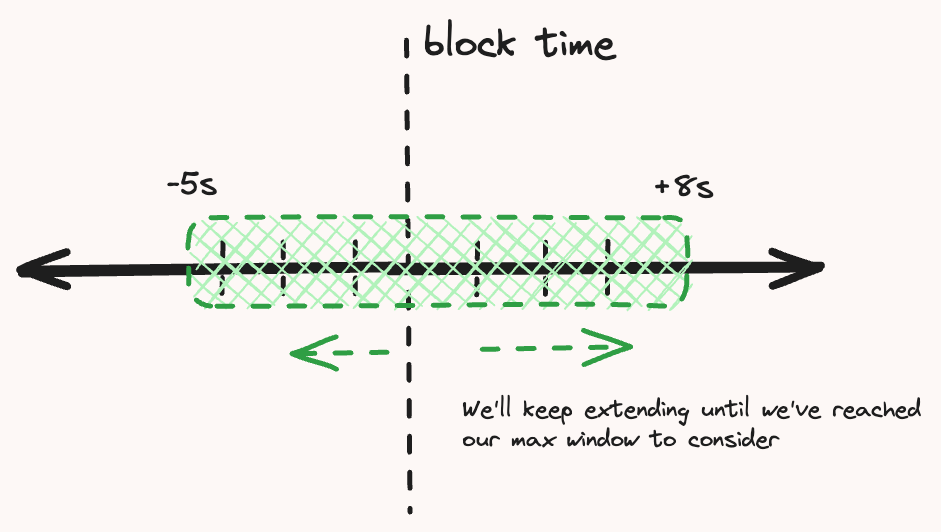 block time
-5s
+8s
We'll keep extending until we've reached
our max window to consider